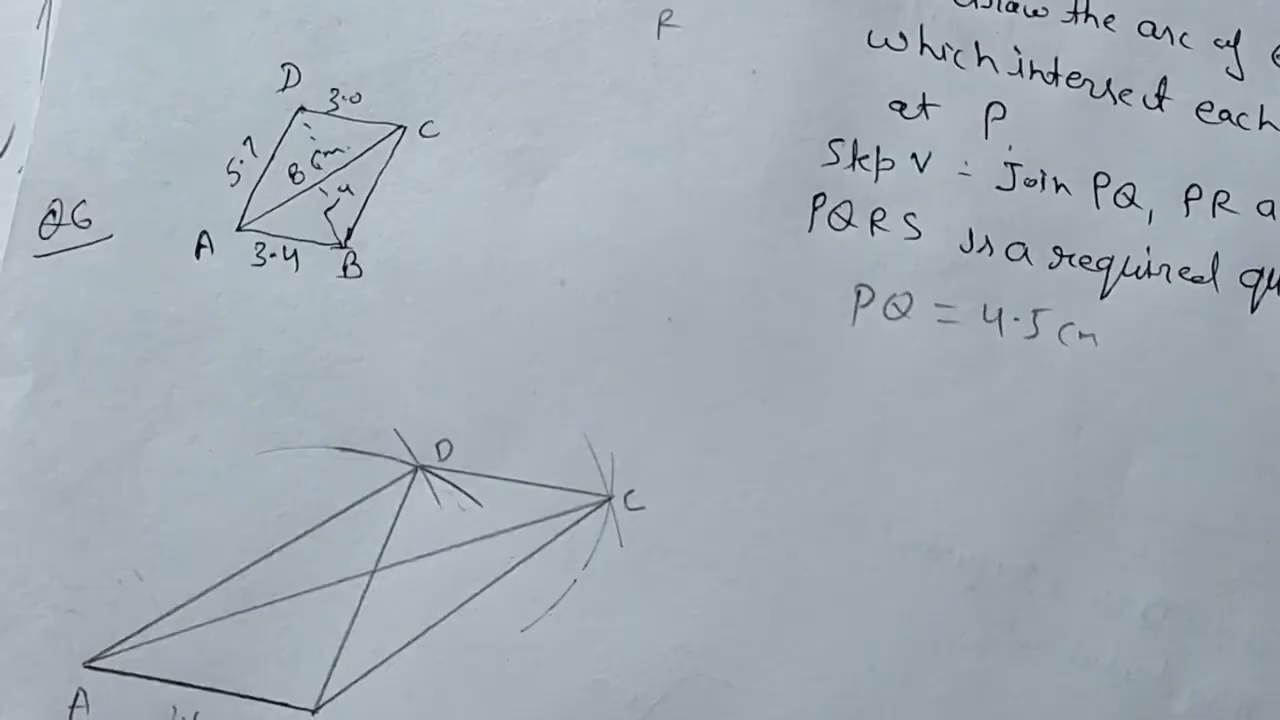 R
draw the arc of
which intersect each
at P.
Step V : Join PQ, PR a
PQRS is a required qu
PQ = 4.5 cm
Q6
D
3.0
C
5.7
8 cm.
4
A
3.4
B
D
C
A